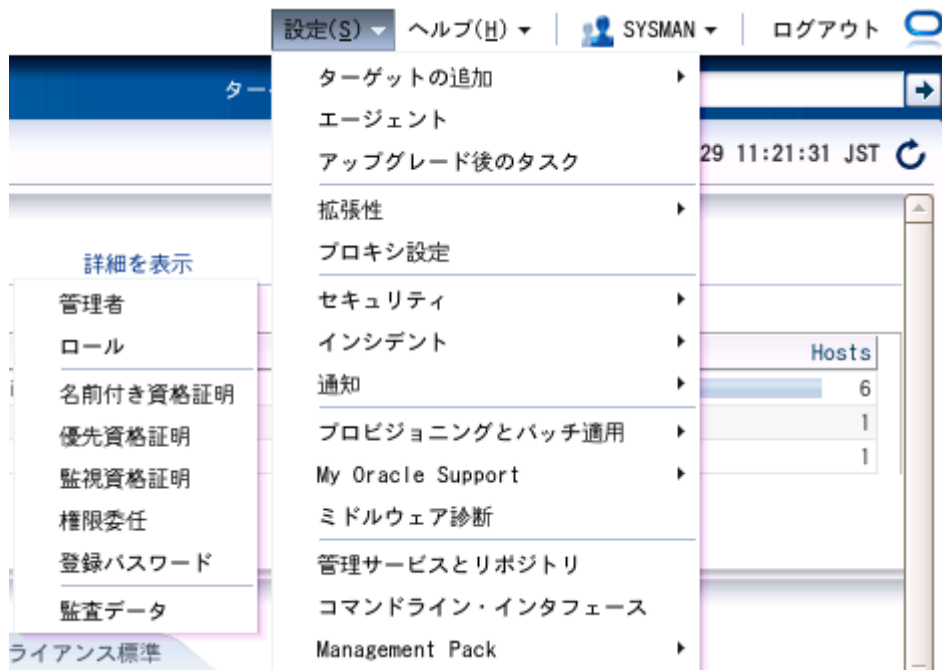 設定(S) ヘルプ(H) SYSMAN ログアウト
ター
29 11:21:31 JST
詳細を表示
Hosts
6
1
1
ターゲットの追加
エージェント
アップグレード後のタスク
拡張性
プロキシ設定
セキュリティ
インシデント
通知
プロビジョニングとパッチ適用
My Oracle Support
ミドルウェア診断
管理サービスとリポジトリ
コマンドライン・インタフェース
Management Pack
管理者
ロール
名前付き資格証明
優先資格証明
監視資格証明
権限委任
登録パスワード
監査データ
ライアンス標準